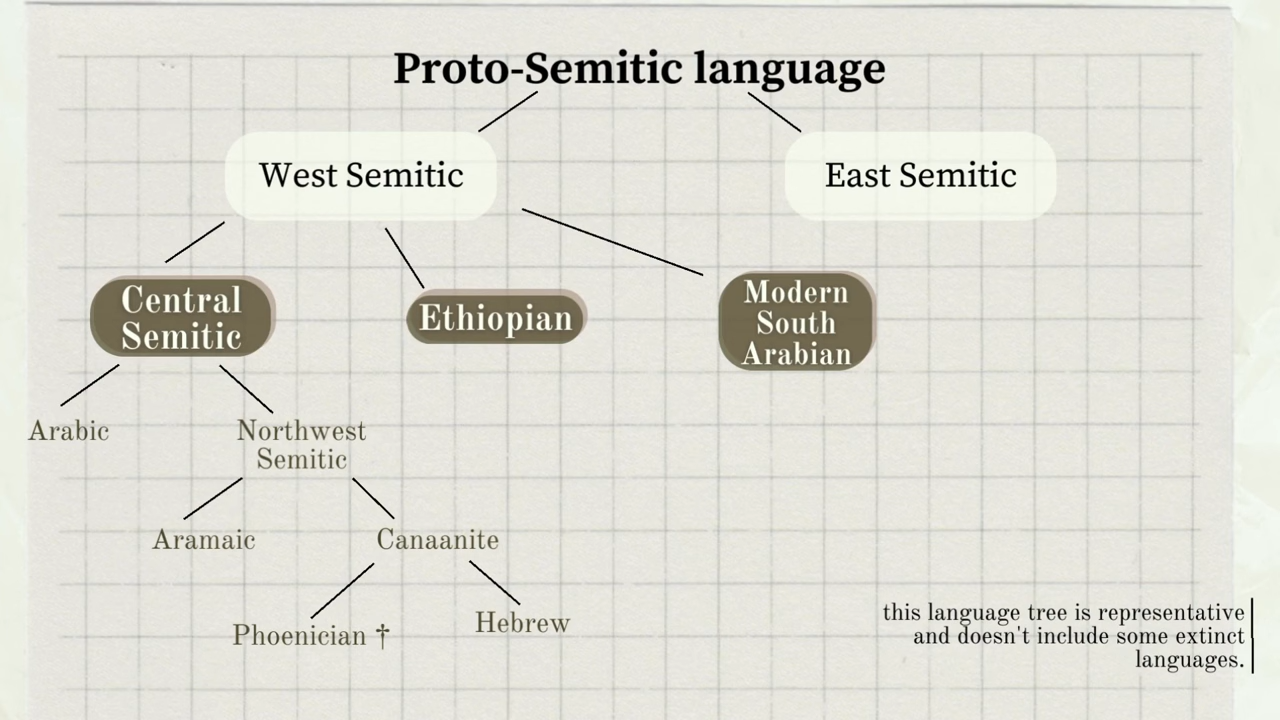 Proto-Semitic language
West Semitic
East Semitic
Central
Semitic
Ethiopian
Modern
South
Arabian
Arabic
Northwest
Semitic
Aramaic
Canaanite
Phoenician †
Hebrew
this language tree is representative
and doesn't include some extinct
languages.